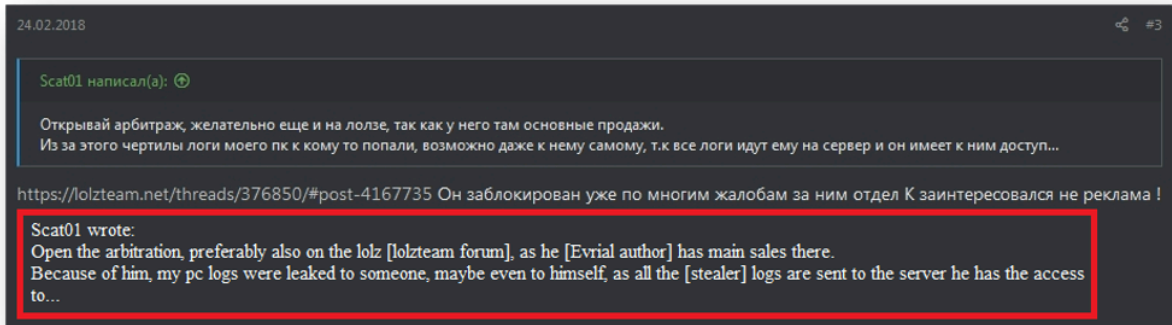 24.02.2018
#3
Scat01 написал(а):
Открывай арбитраж, желательно еще и на лолзе, так как у него там основные продажи.
Из за этого чертилы логи моего пк к кому то попали, возможно даже к нему самому, т.к все логи идут ему на сервер и он имеет к ним доступ...
https://lolzteam.net/threads/376850/#post-4167735 Он заблокирован уже по многим жалобам за ним отдел К заинтересовался не реклама !
Scat01 wrote:
Open the arbitration, preferably also on the lolz [lolzteam forum], as he [Evrial author] has main sales there.
Because of him, my pc logs were leaked to someone, maybe even to himself, as all the [stealer] logs are sent to the server he has the access
to...